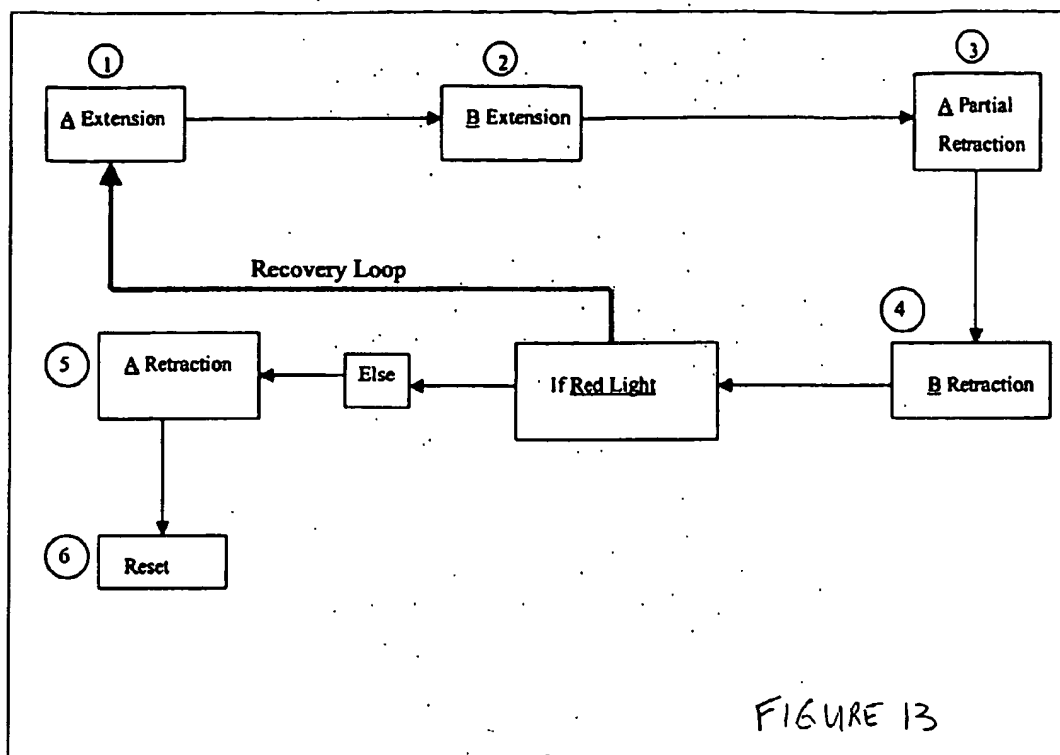 1
2
3
A Extension
B Extension
A Partial
Retraction
Recovery Loop
4
5
A Retraction
Else
If Red Light
B Retraction
6
Reset
FIGURE 13